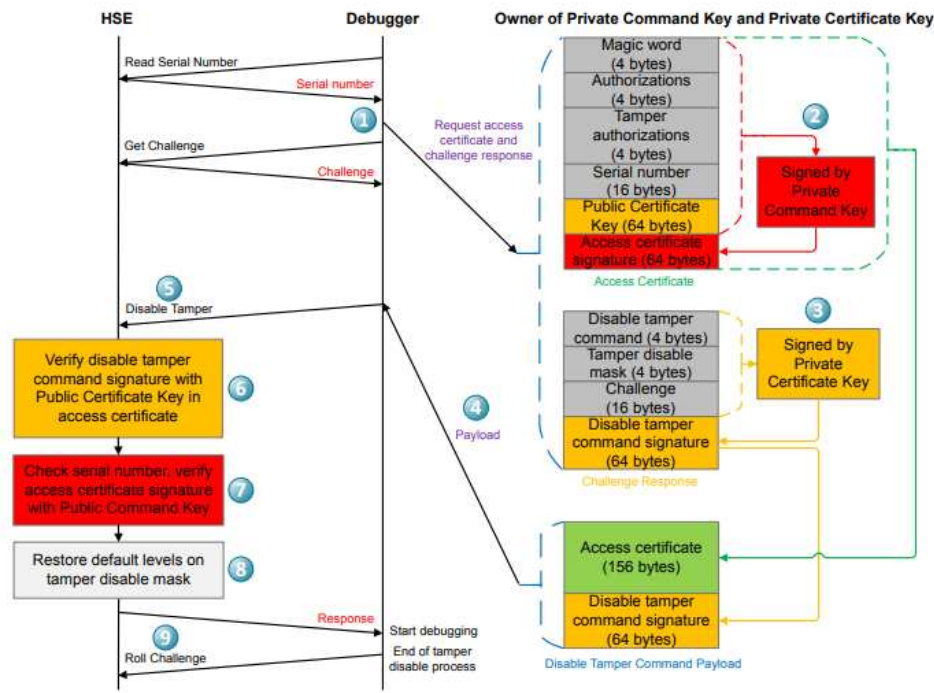 HSE
Debugger
Owner of Private Command Key and Private Certificate Key
Read Serial Number
Serial number
1
Get Challenge
Challenge
Request access
certificate and
challenge response
Magic word
(4 bytes)
Authorizations
(4 bytes)
Tamper
authorizations
(4 bytes)
Serial number
(16 bytes)
Public Certificate
Key (64 bytes)
Access certificate
signature (64 bytes)
Access Certificate
2
Signed by
Private
Command Key
5
Disable Tamper
Verify disable tamper
command signature with
Public Certificate Key in
access certificate
6
Check serial number, verify
access certificate signature
with Public Command Key
7
Restore default levels on
tamper disable mask
8
4
Payload
Disable tamper
command (4 bytes)
Tamper disable
mask (4 bytes)
Challenge
(16 bytes)
Disable tamper
command signature
(64 bytes)
Challenge Response
3
Signed by
Private
Certificate Key
Access certificate
(156 bytes)
Disable tamper
command signature
(64 bytes)
Disable Tamper Command Payload
Response
Start debugging
9
Roll Challenge
End of tamper
disable process